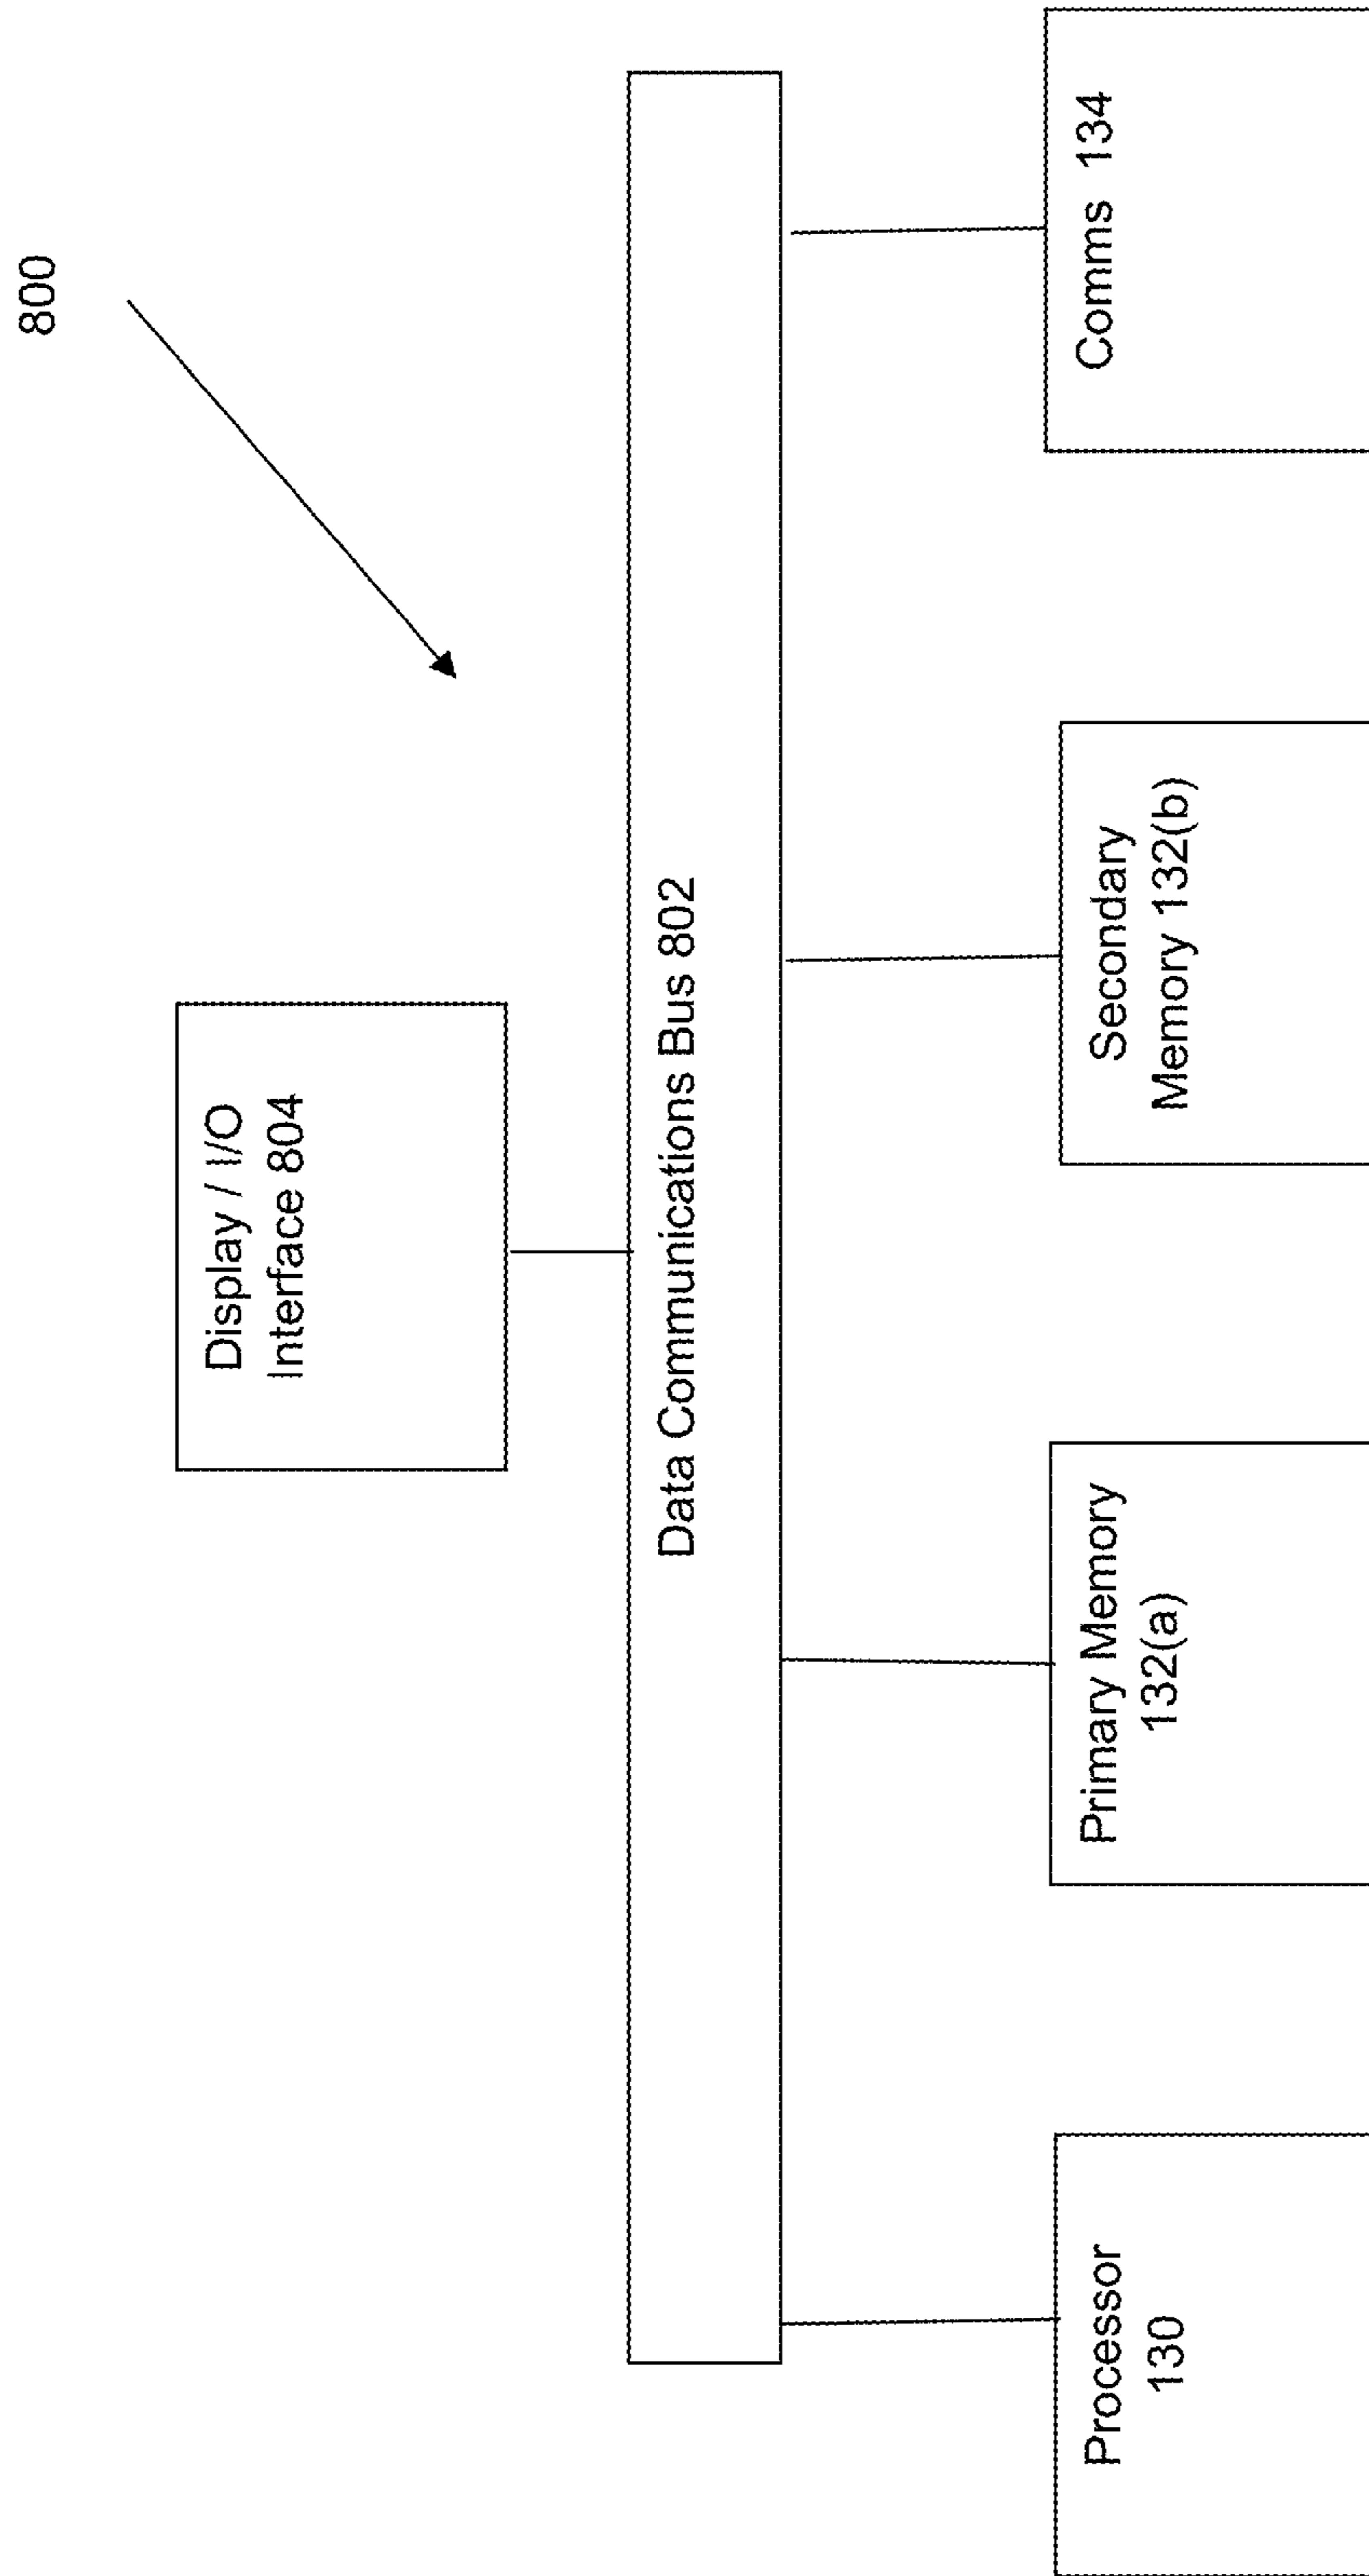 800
Display / I/O
Interface 804
Data Communications Bus 802
Processor
130
Primary Memory
132(a)
Secondary
Memory 132(b)
Comms 134